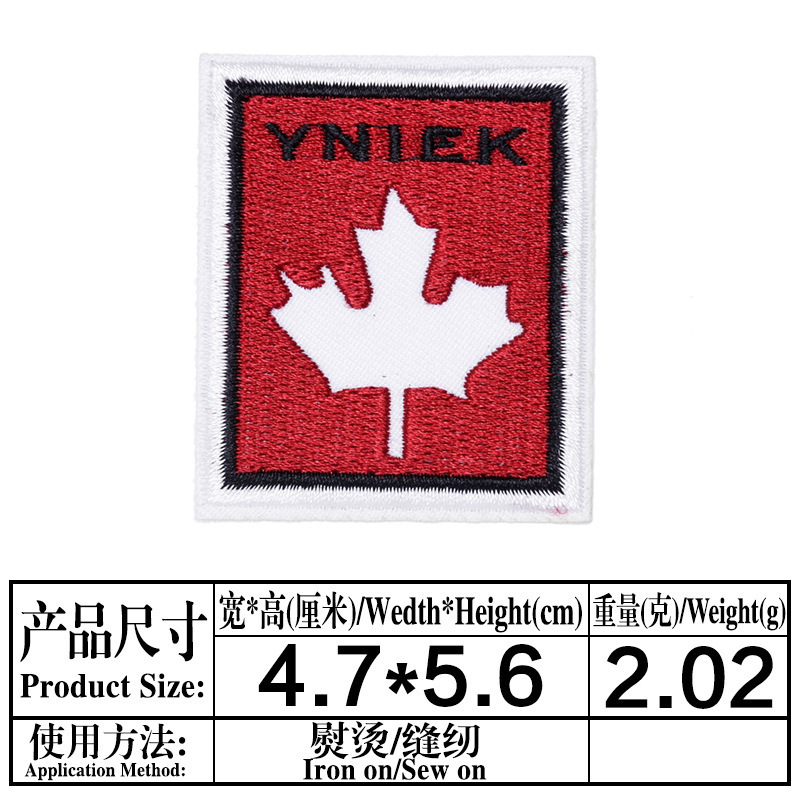 YNIEK
产品尺寸
Product Size:
宽*高(厘米)/Wedth*Height(cm)
4.7*5.6
重量(克)/Weight(g)
2.02
使用方法:
Application Method:
熨烫/缝纫
Iron on/Sew on